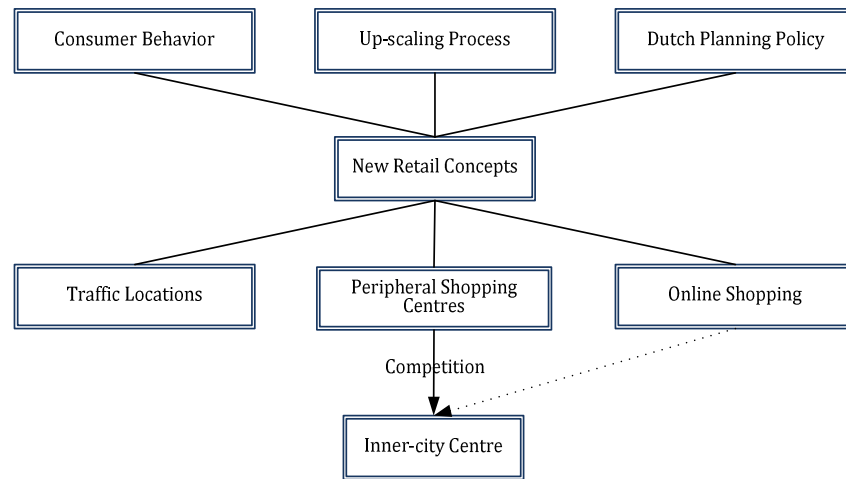 Consumer Behavior
Up-scaling Process
Dutch Planning Policy
New Retail Concepts
Traffic Locations
Peripheral Shopping
Centres
Online Shopping
Competition
Inner-city Centre